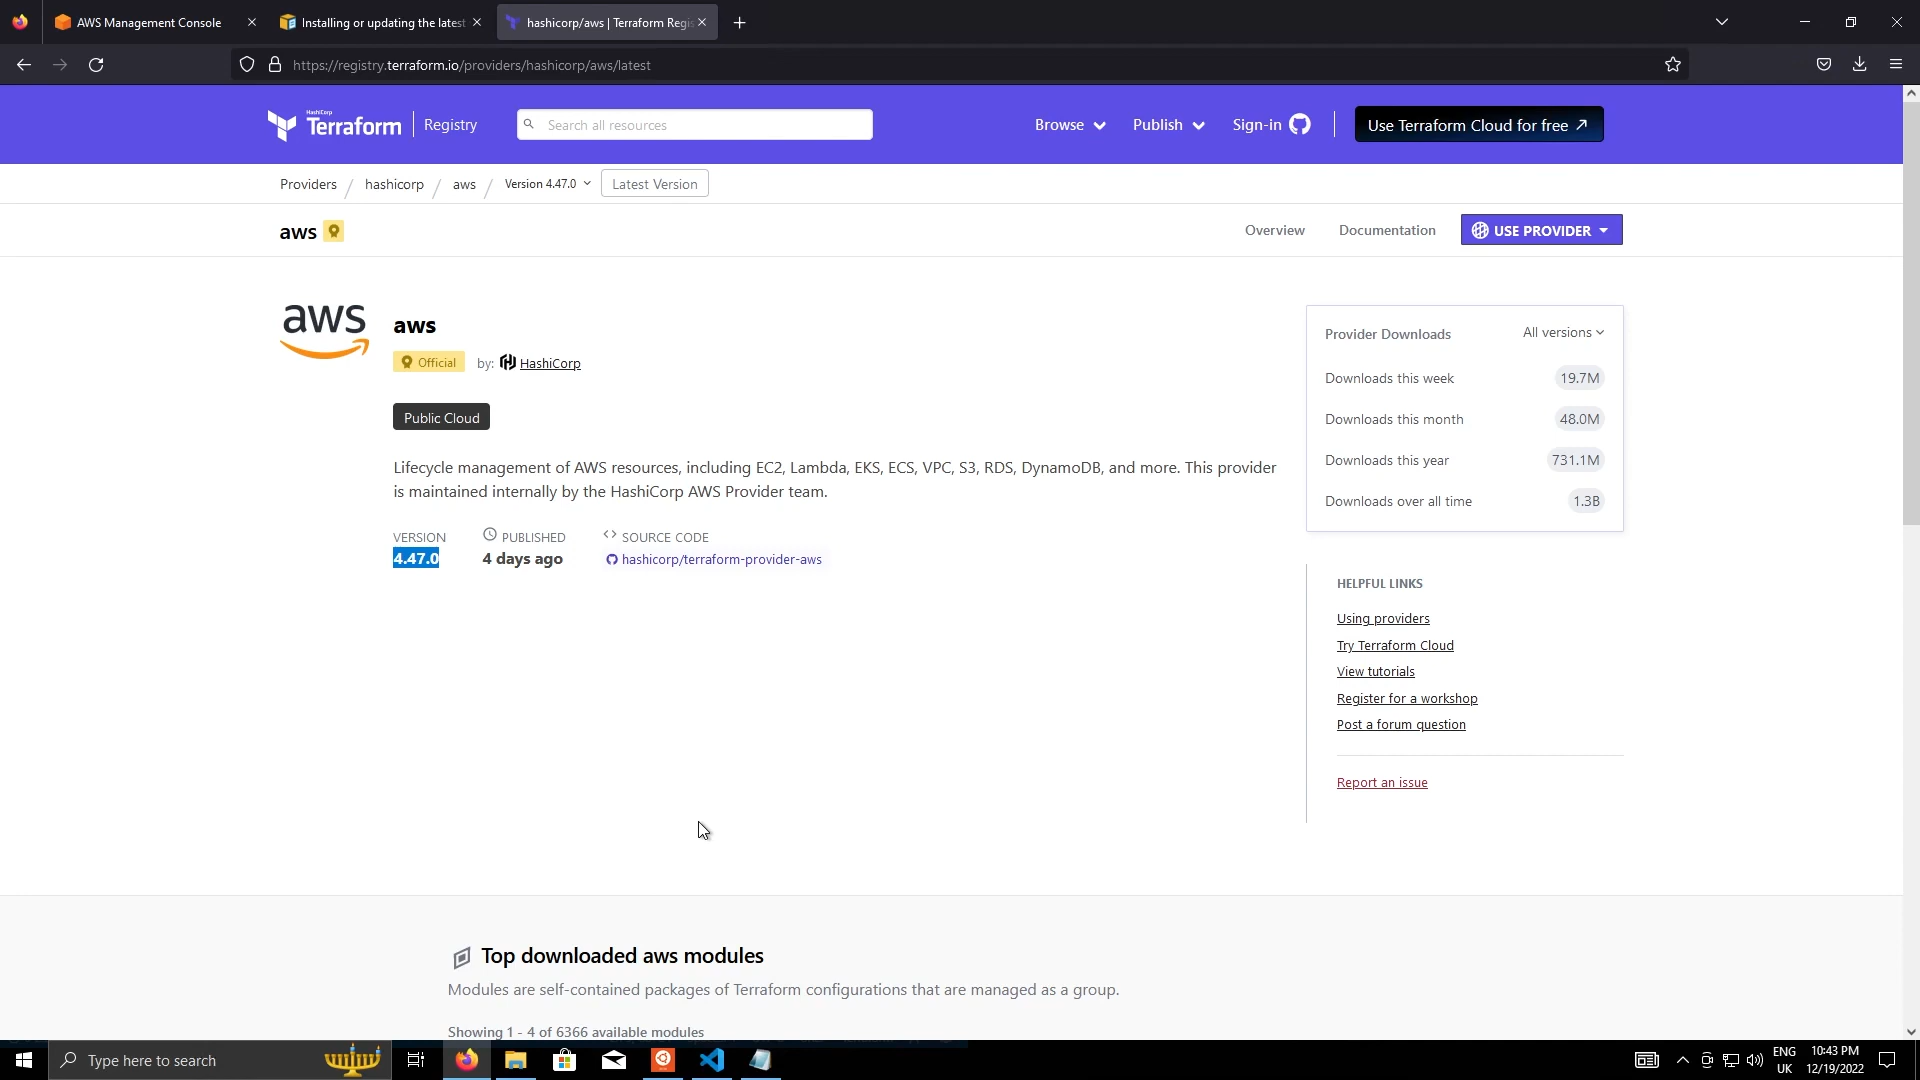 AWS Management Console
Installing or updating the latest
hashicorp/aws | Terraform Regis
https://registry.terraform.io/providers/hashicorp/aws/latest
HashiCorp
Terraform
Registry
Search all resources
Browse
Publish
Sign-in
Use Terraform Cloud for free
Providers / hashicorp / aws / Version 4.47.0
Latest Version
aws
Overview
Documentation
USE PROVIDER
aws
aws
Official
by: HashiCorp
Public Cloud
Lifecycle management of AWS resources, including EC2, Lambda, EKS, ECS, VPC, S3, RDS, DynamoDB, and more. This provider
is maintained internally by the HashiCorp AWS Provider team.
VERSION
4.47.0
PUBLISHED
4 days ago
SOURCE CODE
hashicorp/terraform-provider-aws
Provider Downloads
All versions
Downloads this week 19.7M
Downloads this month 48.0M
Downloads this year 731.1M
Downloads over all time 1.3B
HELPFUL LINKS
Using providers
Try Terraform Cloud
View tutorials
Register for a workshop
Post a forum question
Report an issue
Top downloaded aws modules
Modules are self-contained packages of Terraform configurations that are managed as a group.
Showing 1 - 4 of 6366 available modules
Type here to search
ENG
UK
10:43 PM
12/19/2022